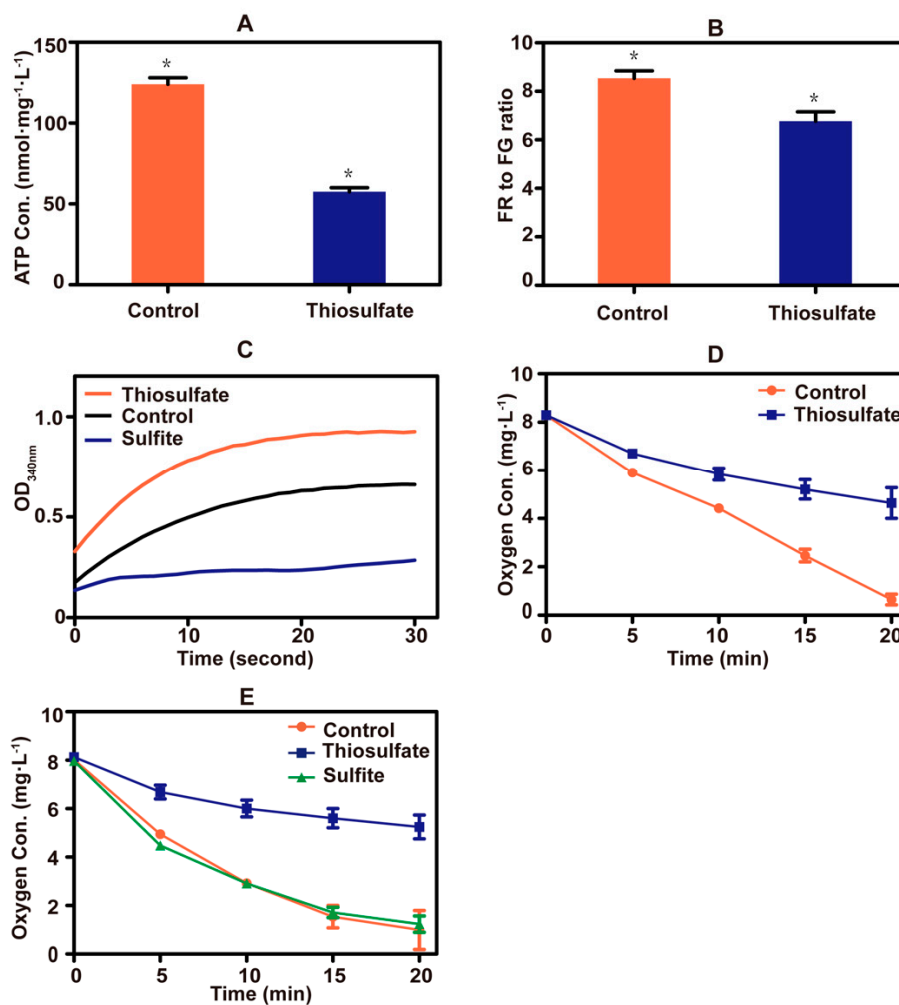 A
ATP Con. (nmol·mg⁻¹·L⁻¹)
150
100
50
0
*
*
Control
Thiosulfate
B
FR to FG ratio
10
8
6
4
2
0
*
*
Control
Thiosulfate
C
OD340nm
1.0
0.5
0
Thiosulfate
Control
Sulfite
0
10
20
30
Time (second)
D
Oxygen Con. (mg·L⁻¹)
10
8
6
4
2
0
Control
Thiosulfate
0
5
10
15
20
Time (min)
E
Oxygen Con. (mg·L⁻¹)
10
8
6
4
2
0
Control
Thiosulfate
Sulfite
0
5
10
15
20
Time (min)